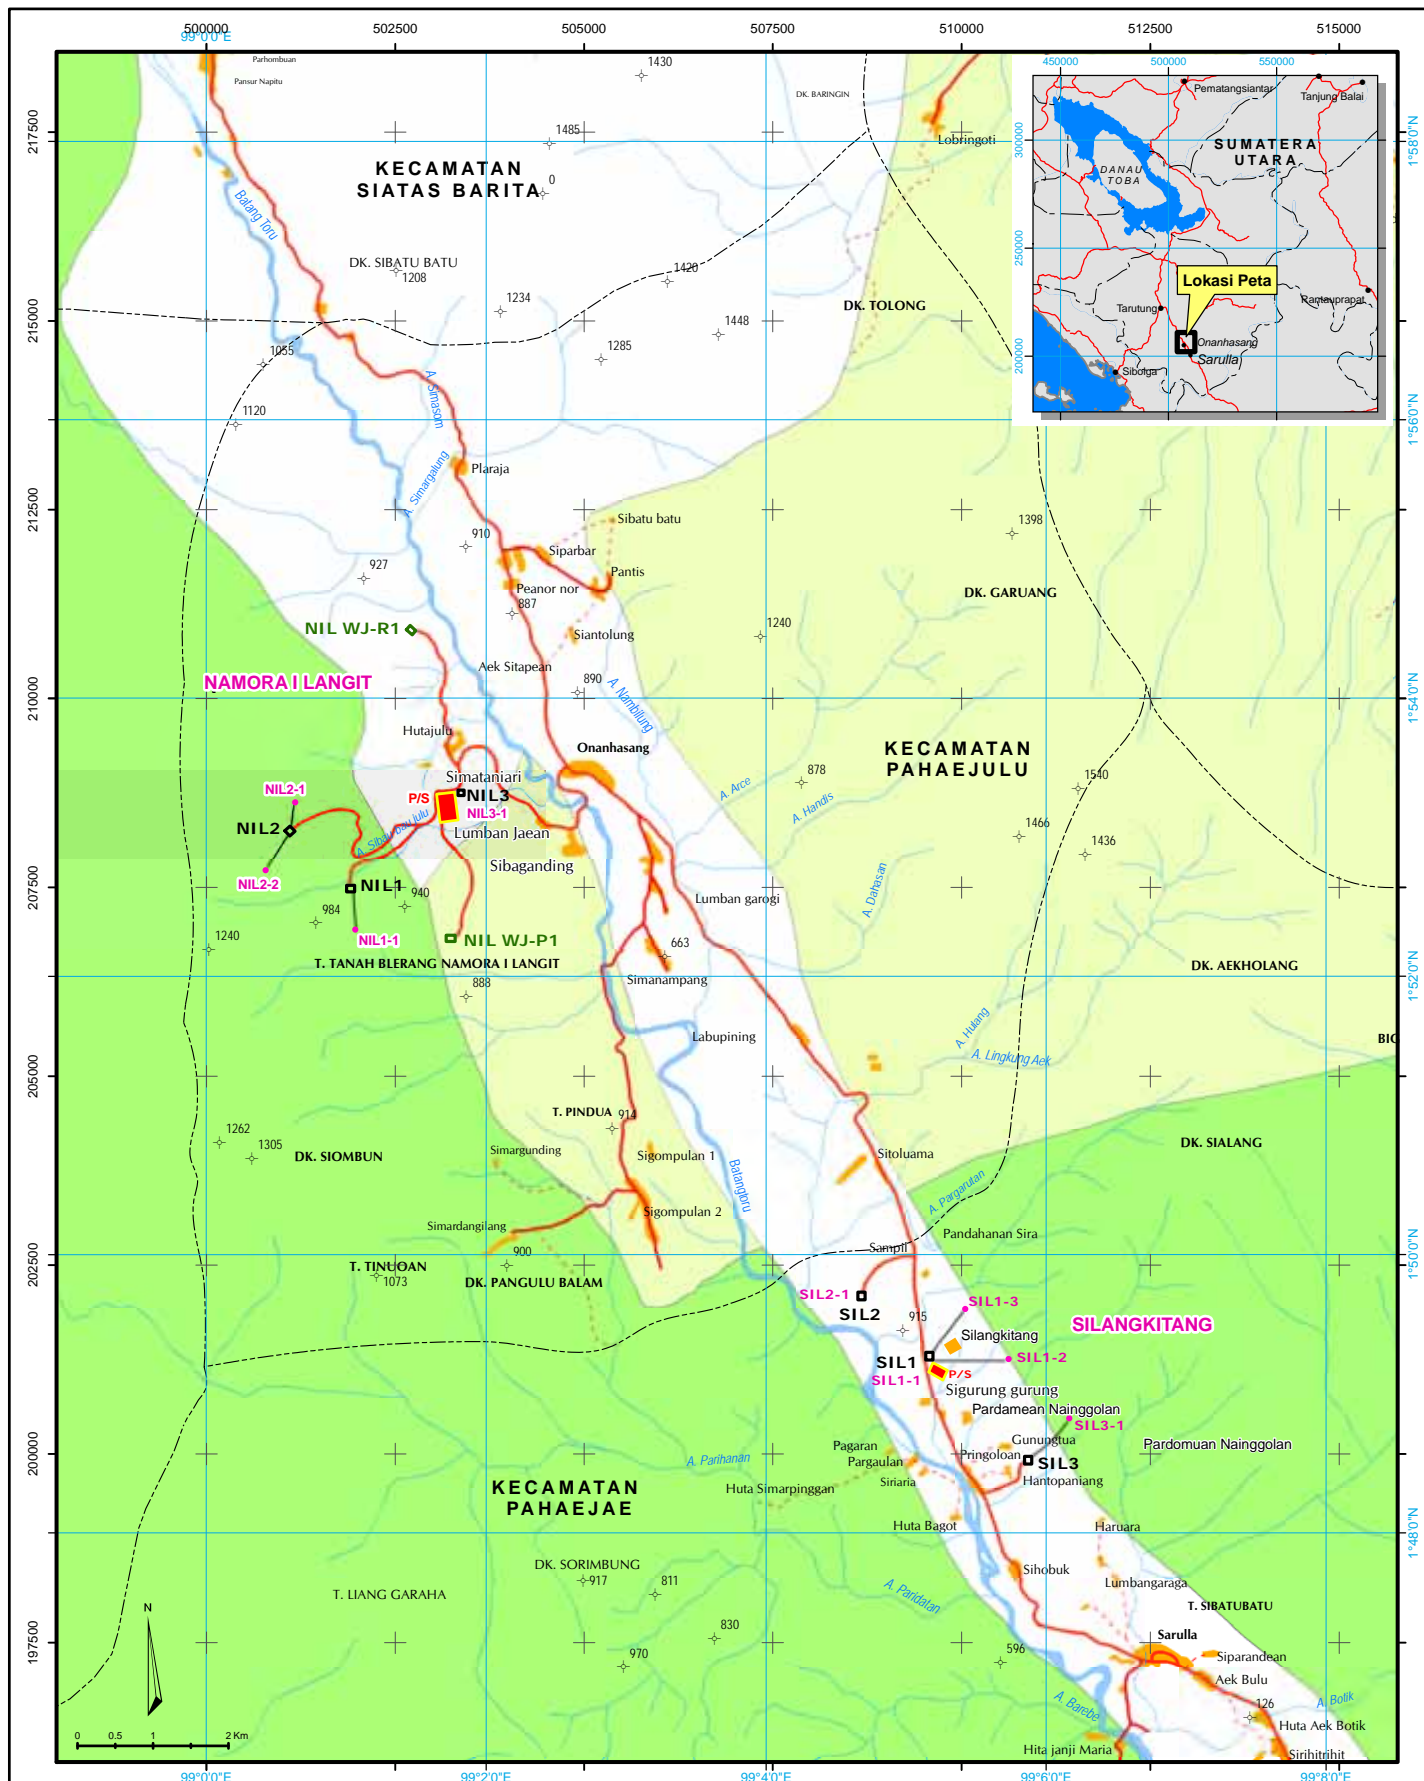 500000
502500
505000
507500
510000
512500
515000
99°0'0"E
Parhombuan
Pansur Napitu
1430
DK. BARINGIN
450000
500000
550000
Pematangsiantar
Tanjung Balai
217500
1485
Lobringoti
300000
SUMATERA
UTARA
1°58'0"N
KECAMATAN
SIATAS BARITA
0
DANAU
TOBA
Batang Toru
DK. SIBATU BATU
1208
1420
250000
Lokasi Peta
1234
DK. TOLONG
Tarutung
Rantauprapat
215000
1448
1285
Onanhasang
Sarulla
200000
Sibolga
1055
A. Simasom
1120
1°56'0"N
A. Simargalung
Plaraja
212500
Sibatu batu
1398
910
Siparbar
927
Pantis
Peanor nor
887
DK. GARUANG
NIL WJ-R1
Siantolung
1240
Aek Sitapean
NAMORA I LANGIT
890
210000
A. Nambilung
1°54'0"N
Hutajulu
Onanhasang
KECAMATAN
PAHAEJULU
Simataniari
878
1540
NIL2-1
P/S
NIL3
A. Arce
A. Handis
NIL3-1
NIL2
A. Sibau bau julu
Lumban Jaean
1466
1436
Sibaganding
207500
NIL2-2
NIL1
940
A. Dahasan
Lumban garogi
984
1240
NIL1-1
NIL WJ-P1
663
T. TANAH BLERANG NAMORA I LANGIT
DK. AEKHOLANG
1°52'0"N
888
Simanampang
Labupining
A. Hutang
BIG
A. Lingkung Aek
205000
T. PINDUA
914
1262
1305
DK. SIOMBUN
Simargunding
Sigompulan 1
Sitoluama
DK. SIALANG
Batangtoru
A. Pargarutan
Sigompulan 2
Simardangilang
Pandahanan Sira
Sampil
202500
900
T. TINUOAN
1073
DK. PANGULU BALAM
1°50'0"N
SIL2-1
SIL2
SIL1-3
915
SILANGKITANG
Silangkitang
SIL1
SIL1-2
SIL1-1
P/S
Sigurung gurung
Pardamean Nainggolan
SIL3-1
Pagaran
Gunungtua
Pardomuan Nainggolan
200000
A. Parihanan
Pargaulan
Pringoloan
SIL3
KECAMATAN
PAHAEJAE
Huta Simarpinggan
Siriaria
Hantopaniang
Huta Bagot
Haruara
1°48'0"N
DK. SORIMBUNG
Sihobuk
917
811
T. LIANG GARAHA
A. Paridatan
Lumbangaraga
T. SIBATUBATU
N
830
Sarulla
197500
970
596
Siparandean
Aek Bulu
A. Barebe
126
A. Botik
Huta Aek Botik
0
0.5
1
2 Km
Hita janji Maria
Sirihitrihit
99°0'0"E
99°2'0"E
99°4'0"E
99°6'0"E
99°8'0"E